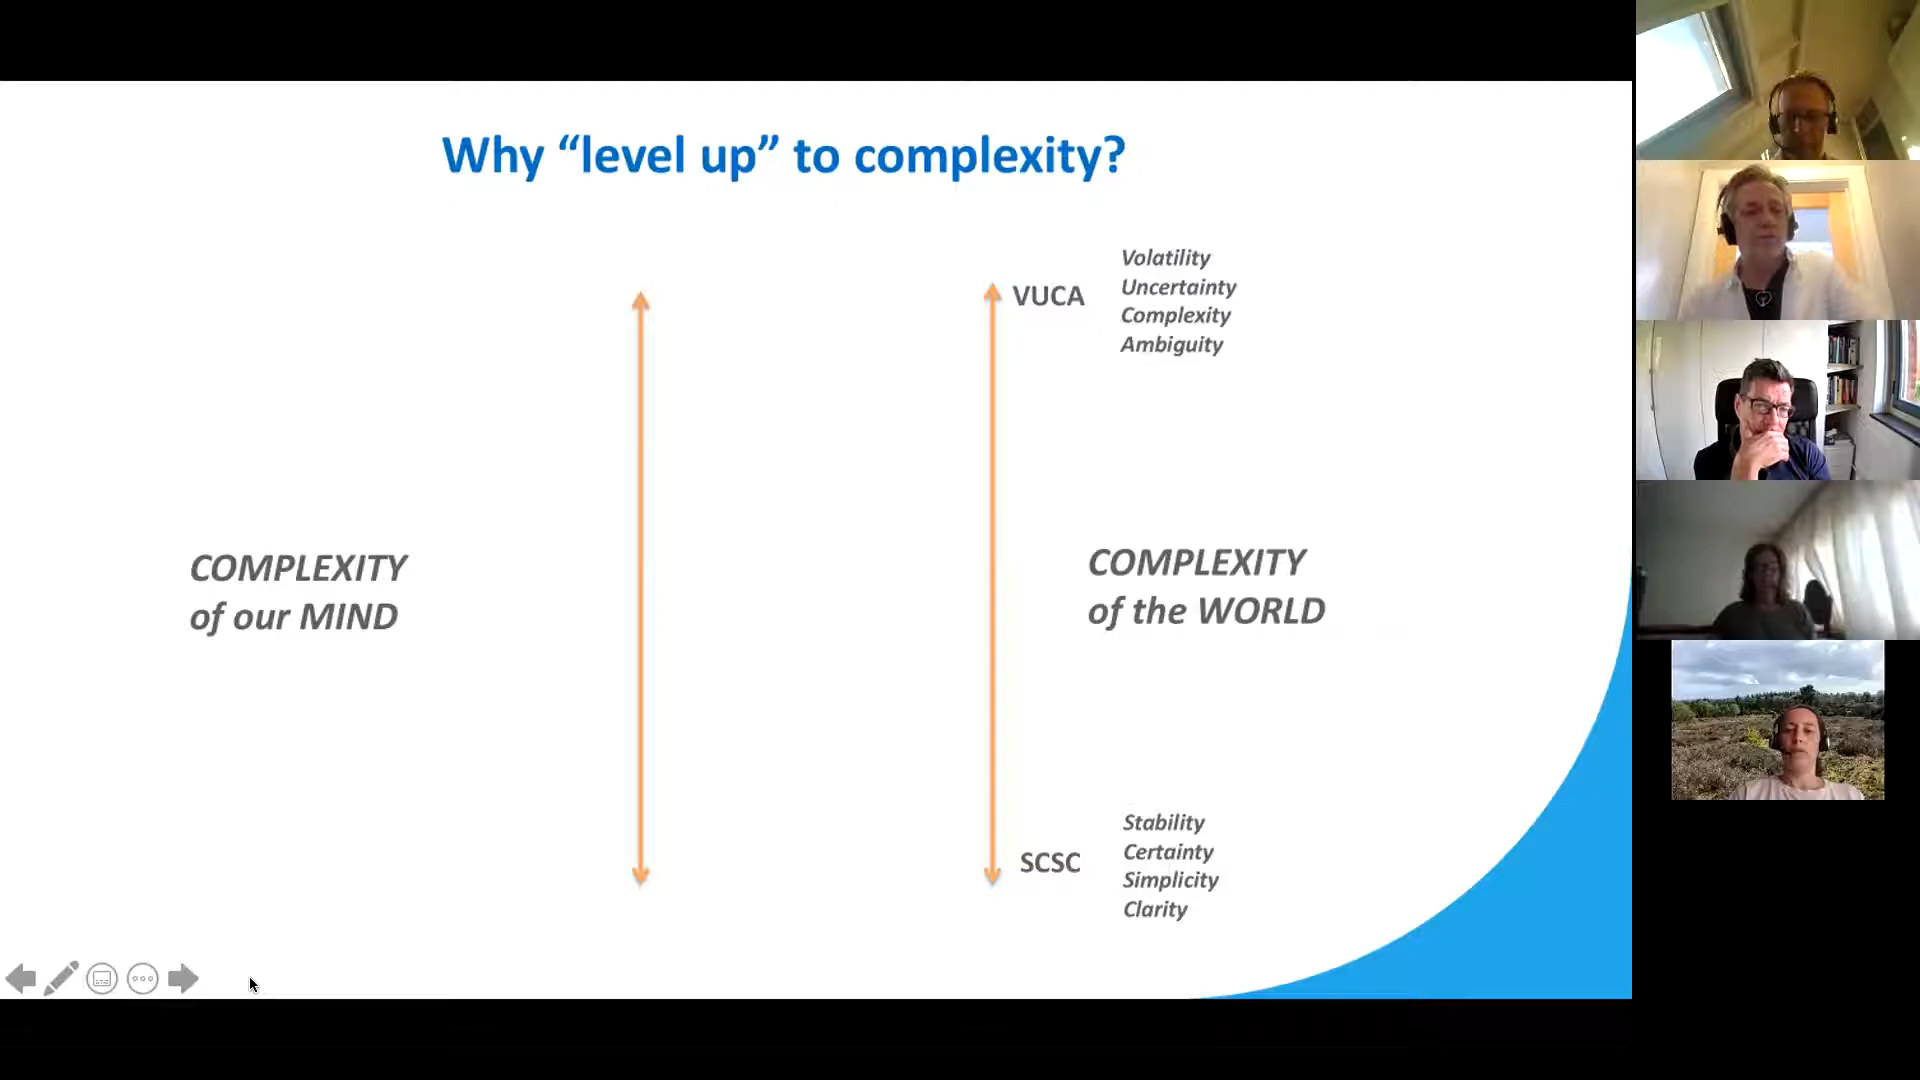 Why “level up” to complexity?
VUCA
Volatility
Uncertainty
Complexity
Ambiguity
COMPLEXITY
of our MIND
COMPLEXITY
of the WORLD
SCSC
Stability
Certainty
Simplicity
Clarity